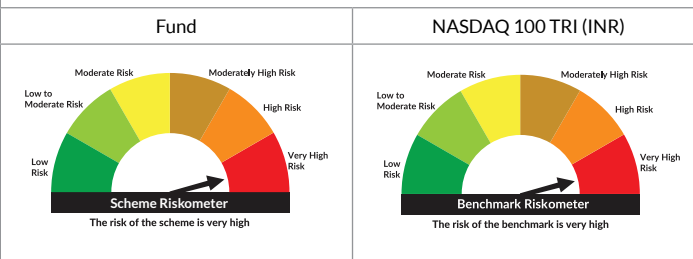 Fund
Moderate Risk
Moderately High Risk
Low to
Moderate Risk
High Risk
Low
Risk
Very High
Risk
Scheme Riskometer
The risk of the scheme is very high
NASDAQ 100 TRI (INR)
Moderate Risk
Moderately High Risk
Low to
Moderate Risk
High Risk
Low
Risk
Very High
Risk
Benchmark Riskometer
The risk of the benchmark is very high